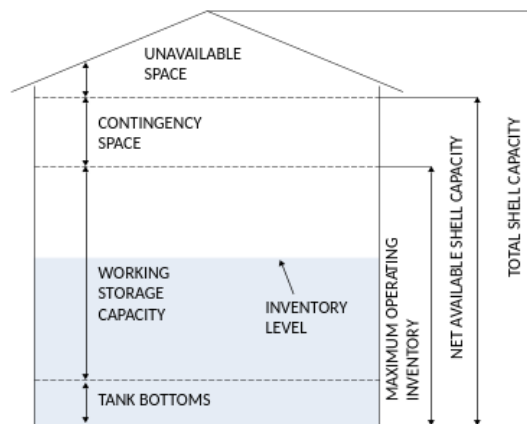 UNAVAILABLE
SPACE
CONTINGENCY
SPACE
WORKING
STORAGE
CAPACITY
INVENTORY
LEVEL
TANK BOTTOMS
MAXIMUM OPERATING
INVENTORY
NET AVAILABLE SHELL CAPACITY
TOTAL SHELL CAPACITY